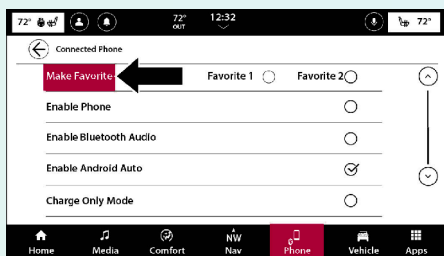 72° 72° OUT 12:32 72°
Connected Phone
Make Favorite Favorite 1 Favorite 2
Enable Phone
Enable Bluetooth Audio
Enable Android Auto
Charge Only Mode
NW
Home Media Comfort Nav Phone Vehicle Apps